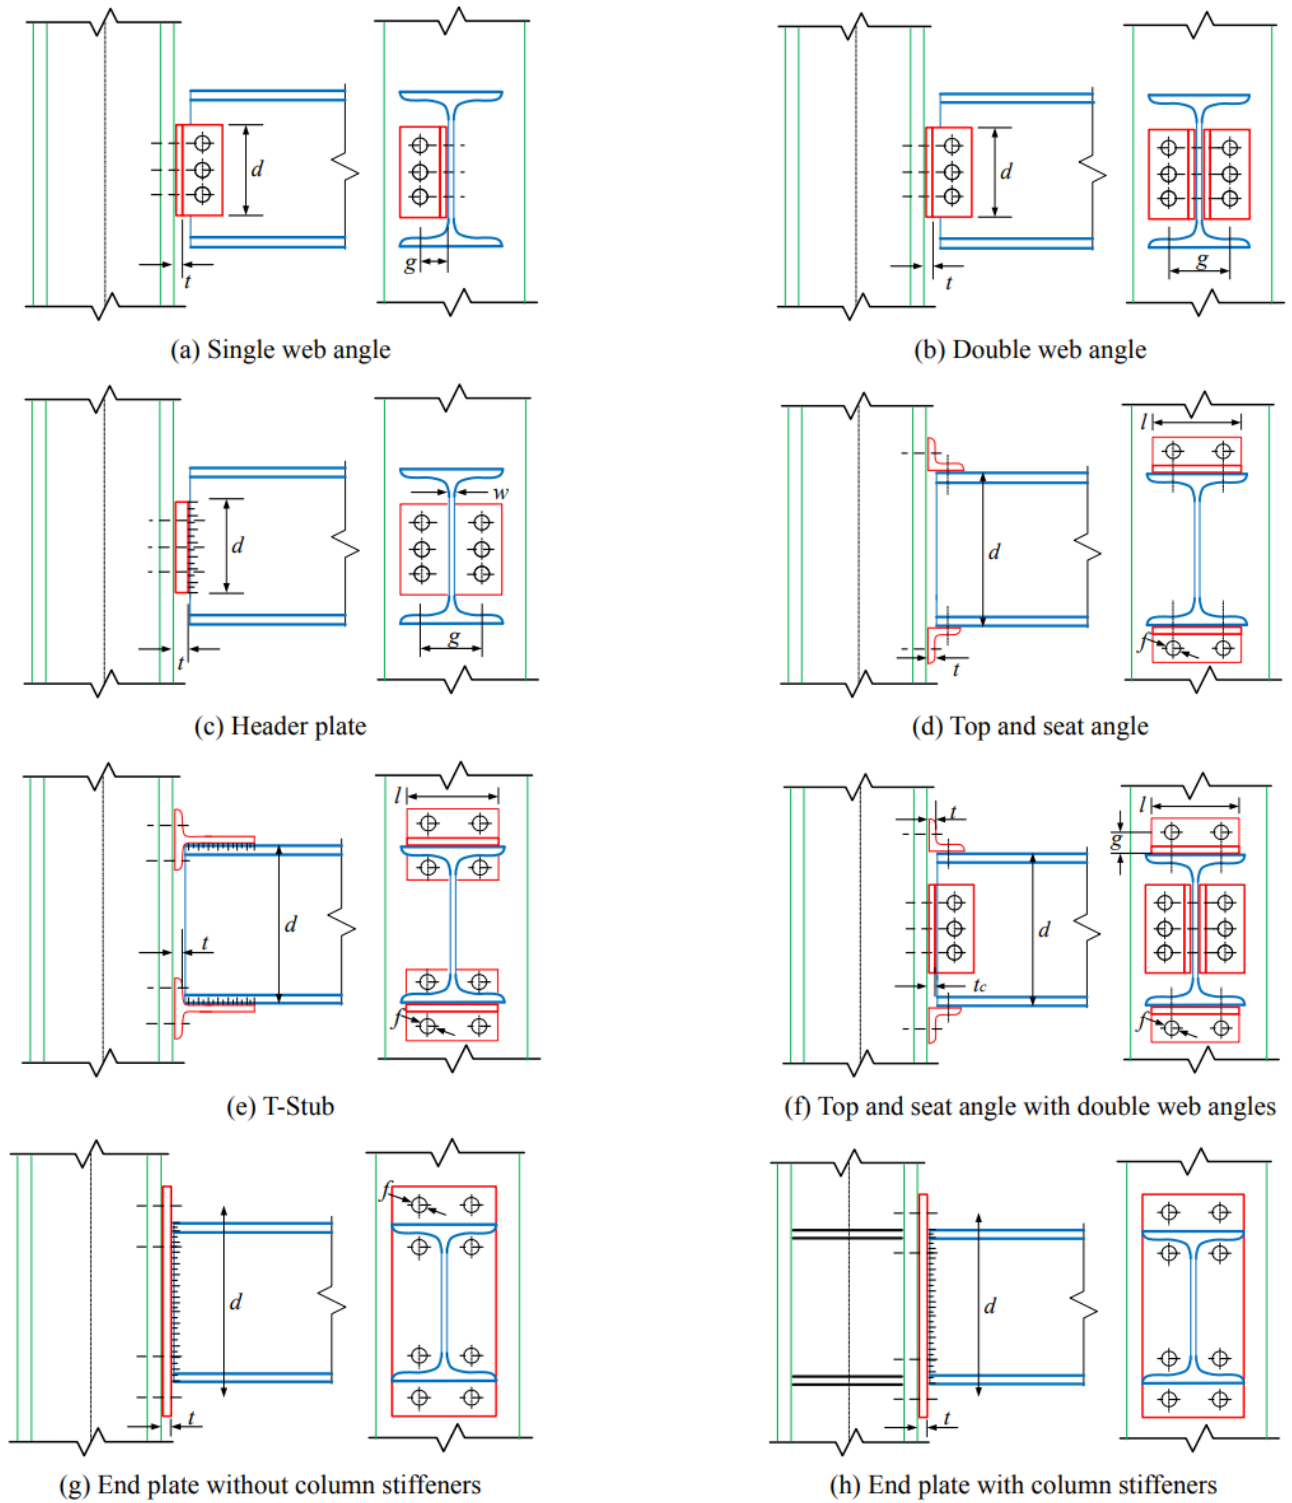 d
g
t
(a) Single web angle
d
g
t
(b) Double web angle
w
d
g
t
(c) Header plate
l
d
f
t
(d) Top and seat angle
l
d
t
f
(e) T-Stub
t
l
g
d
tc
f
(f) Top and seat angle with double web angles
f
d
t
(g) End plate without column stiffeners
d
t
(h) End plate with column stiffeners